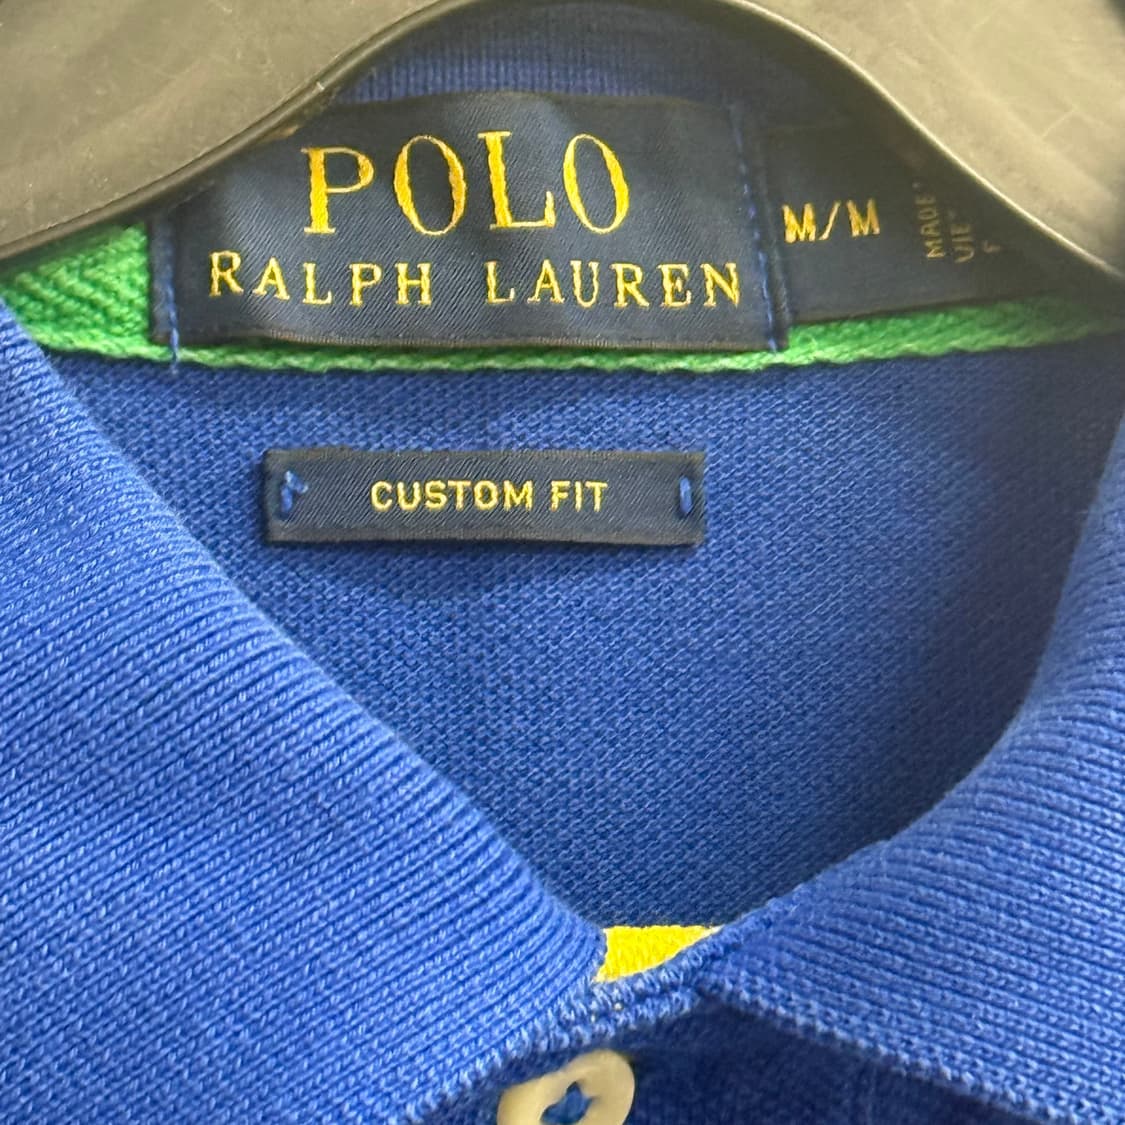 POLO
RALPH LAUREN
M/M
MADE
CUSTOM FIT